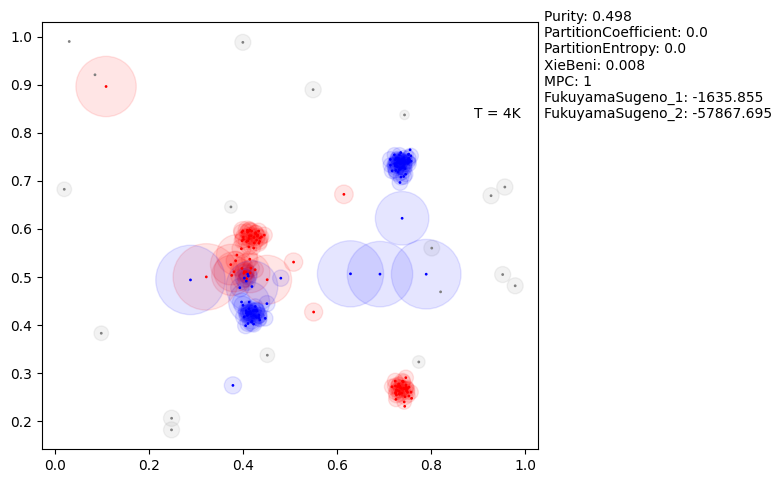 Purity: 0.498
PartitionCoefficient: 0.0
PartitionEntropy: 0.0
XieBeni: 0.008
MPC: 1
FukuyamaSugeno_1: -1635.855
FukuyamaSugeno_2: -57867.695
T = 4K
1.0
0.9
0.8
0.7
0.6
0.5
0.4
0.3
0.2
0.0 0.2 0.4 0.6 0.8 1.0